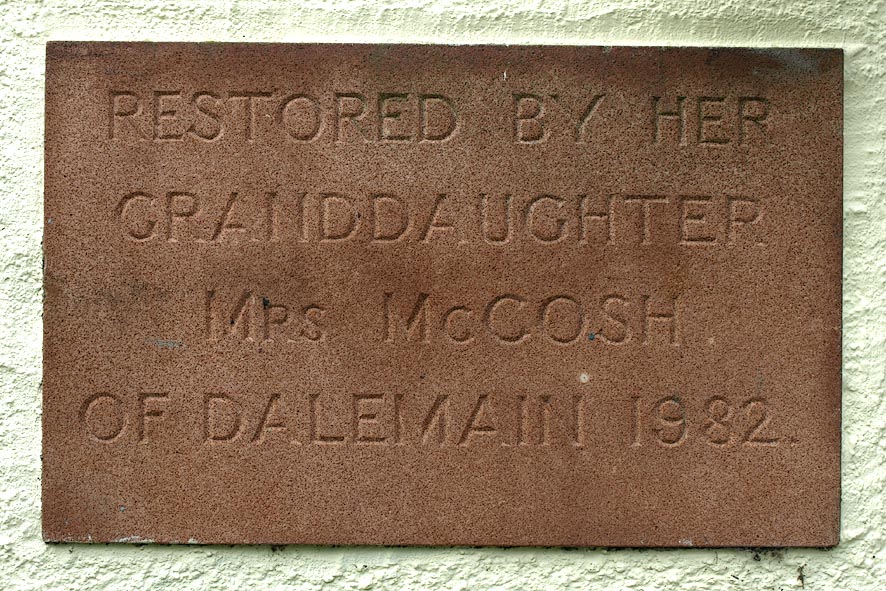 RESTORED BY HER
GRANDDAUGHTER
MRS MCCOSH.
OF DALEMAIN 1982.